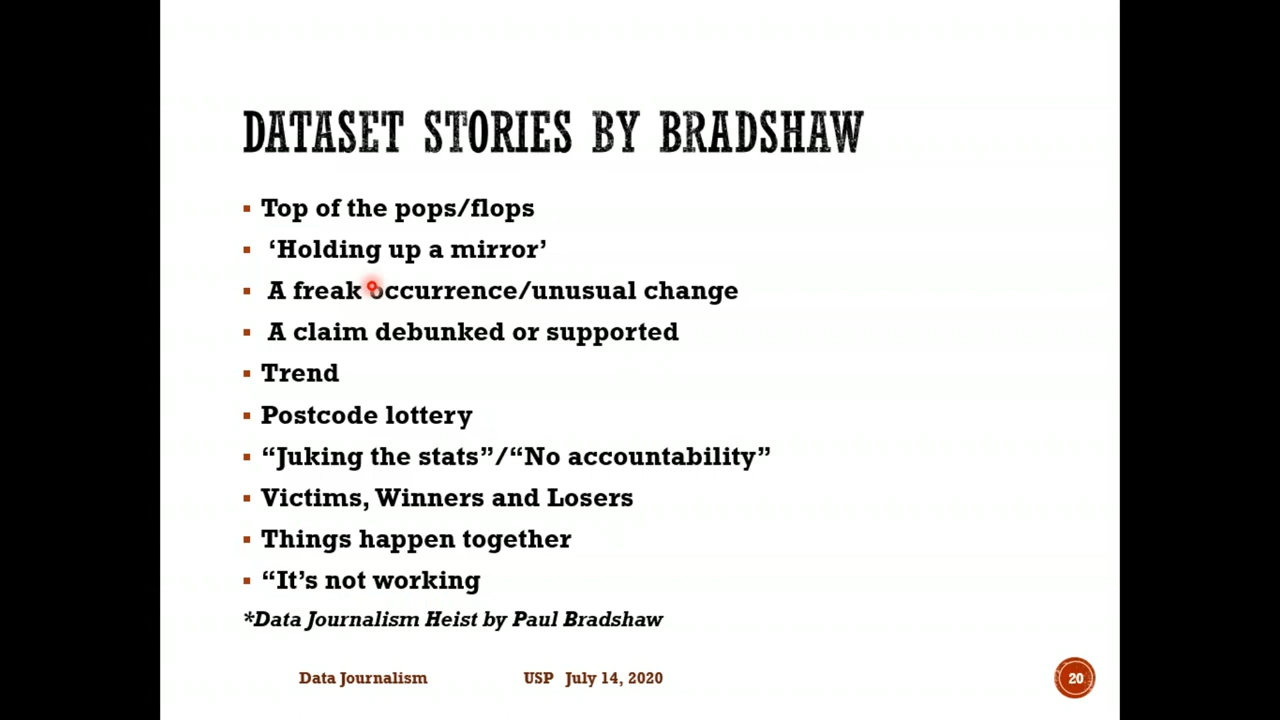 DATASET STORIES BY BRADSHAW
▪ Top of the pops/flops
▪ ‘Holding up a mirror’
▪ A freak occurrence/unusual change
▪ A claim debunked or supported
▪ Trend
▪ Postcode lottery
▪ “Juking the stats”/“No accountability”
▪ Victims, Winners and Losers
▪ Things happen together
▪ “It’s not working
*Data Journalism Heist by Paul Bradshaw
Data Journalism USP July 14, 2020 20